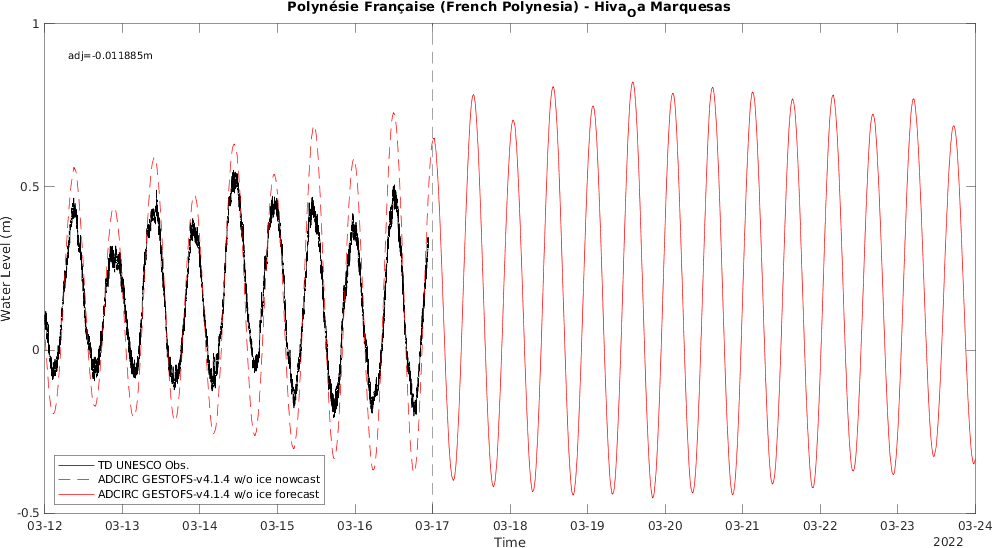 Polynésie Française (French Polynesia) - Hiva_Oa Marquesas
adj=-0.011885m
1
0.5
0
-0.5
Water Level (m)
TD UNESCO Obs.
ADCIRC GESTOFS-v4.1.4 w/o ice nowcast
ADCIRC GESTOFS-v4.1.4 w/o ice forecast
03-12 03-13 03-14 03-15 03-16 03-17 03-18 03-19 03-20 03-21 03-22 03-23 03-24
Time
2022